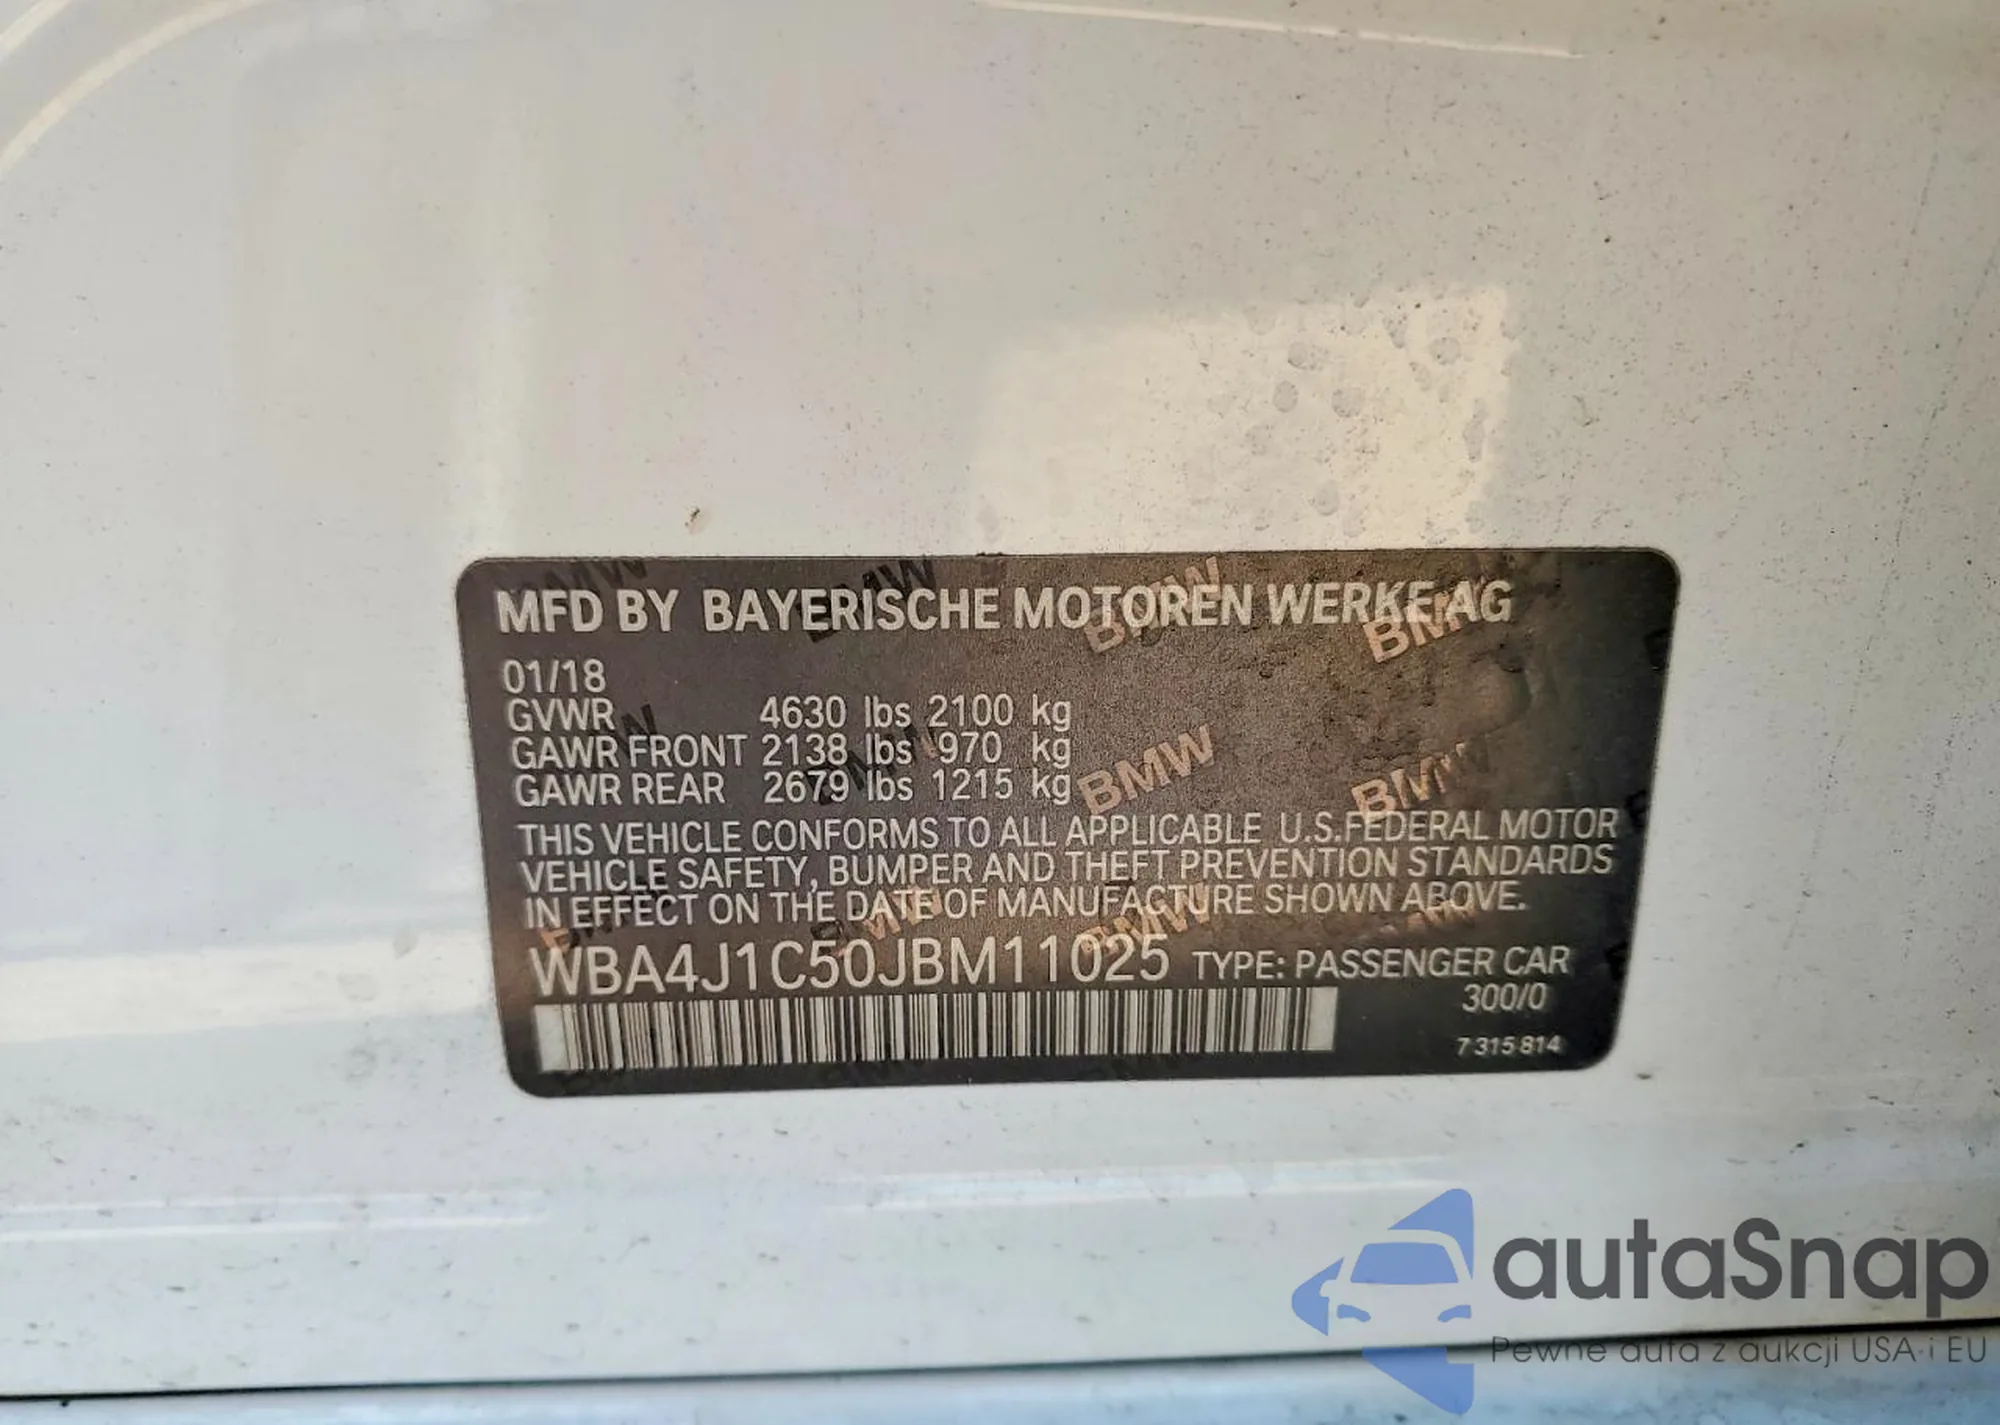 MFD BY BAYERISCHE MOTOREN WERKE AG
01/18
GVWR 4630 lbs 2100 kg
GAWR FRONT 2138 lbs 970 kg
GAWR REAR 2679 lbs 1215 kg
THIS VEHICLE CONFORMS TO ALL APPLICABLE U.S.FEDERAL MOTOR
VEHICLE SAFETY, BUMPER AND THEFT PREVENTION STANDARDS
IN EFFECT ON THE DATE OF MANUFACTURE SHOWN ABOVE.
WBA4J1C50JBM11025 TYPE: PASSENGER CAR
300/0
7 315 814
autaSnap
Pewne auta z aukcji USA i EU